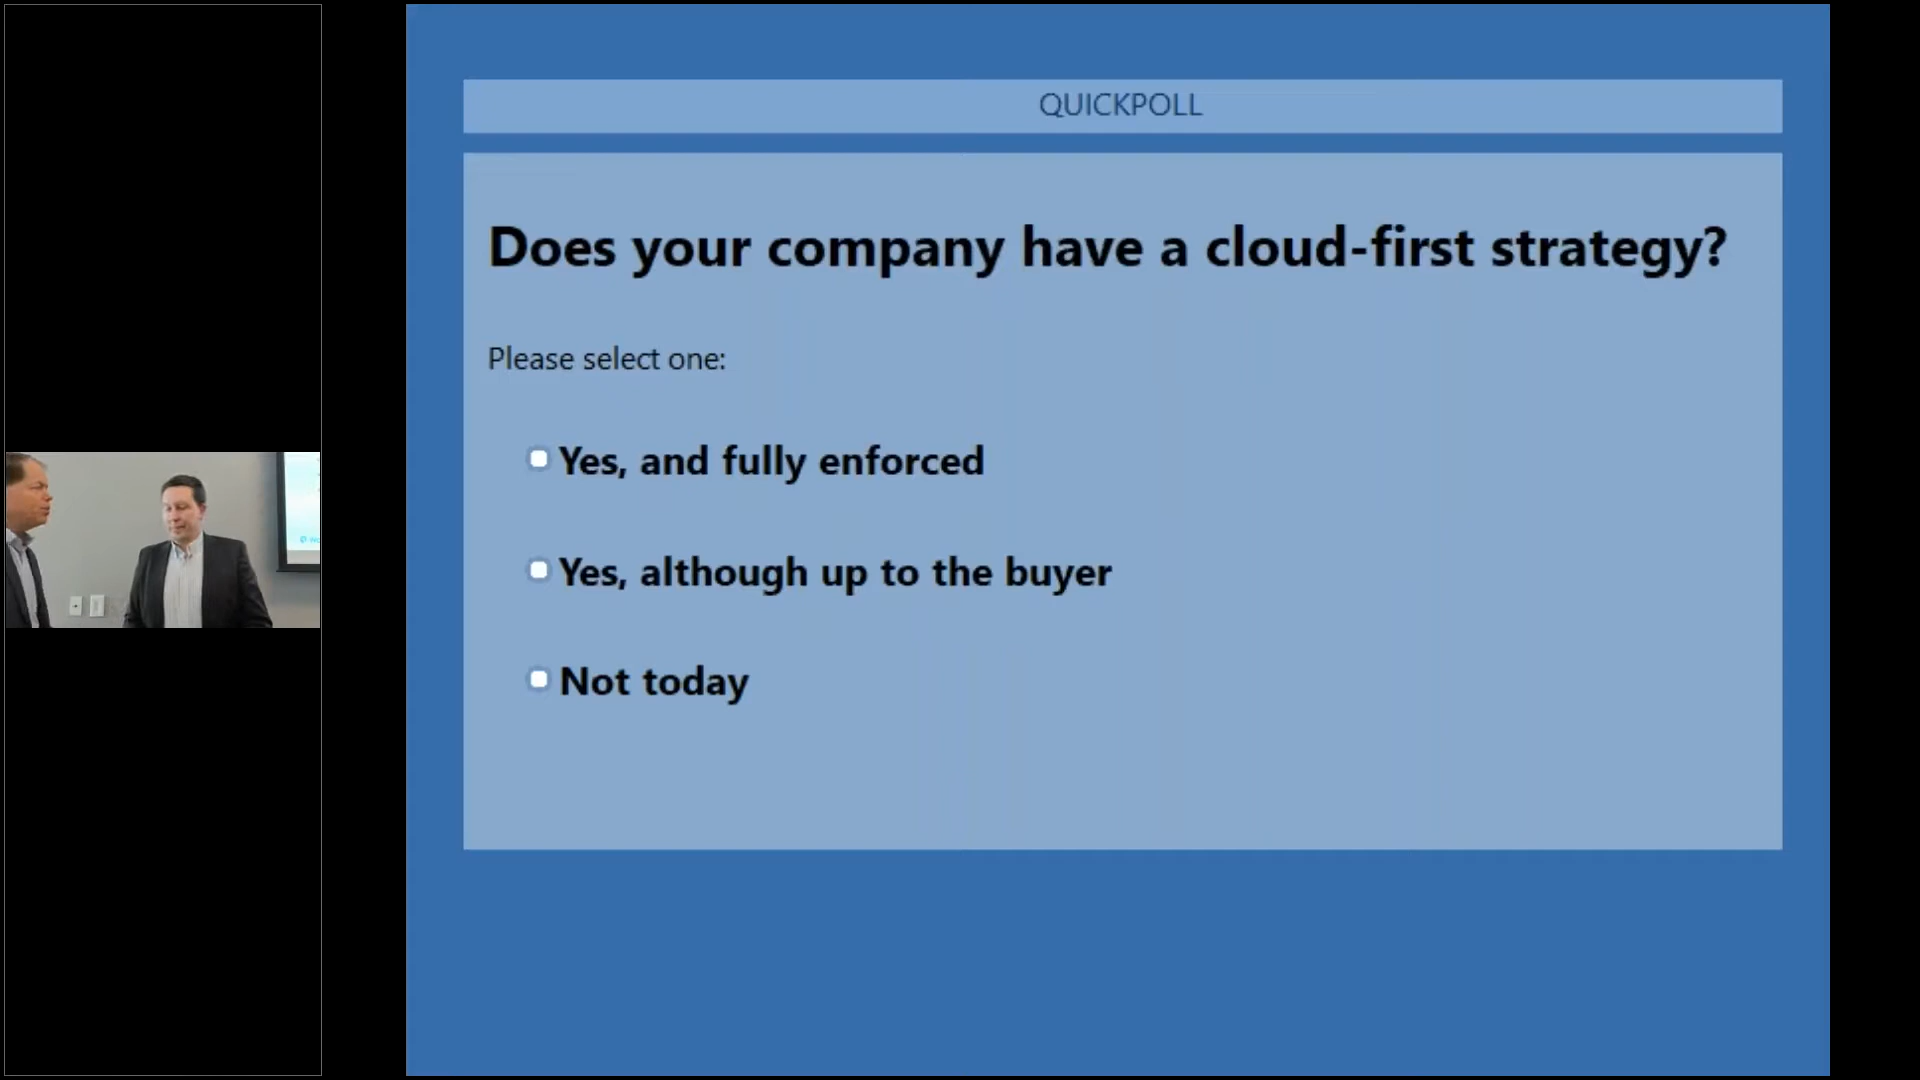 QUICKPOLL
Does your company have a cloud-first strategy?
Please select one:
Yes, and fully enforced
Yes, although up to the buyer
Not today